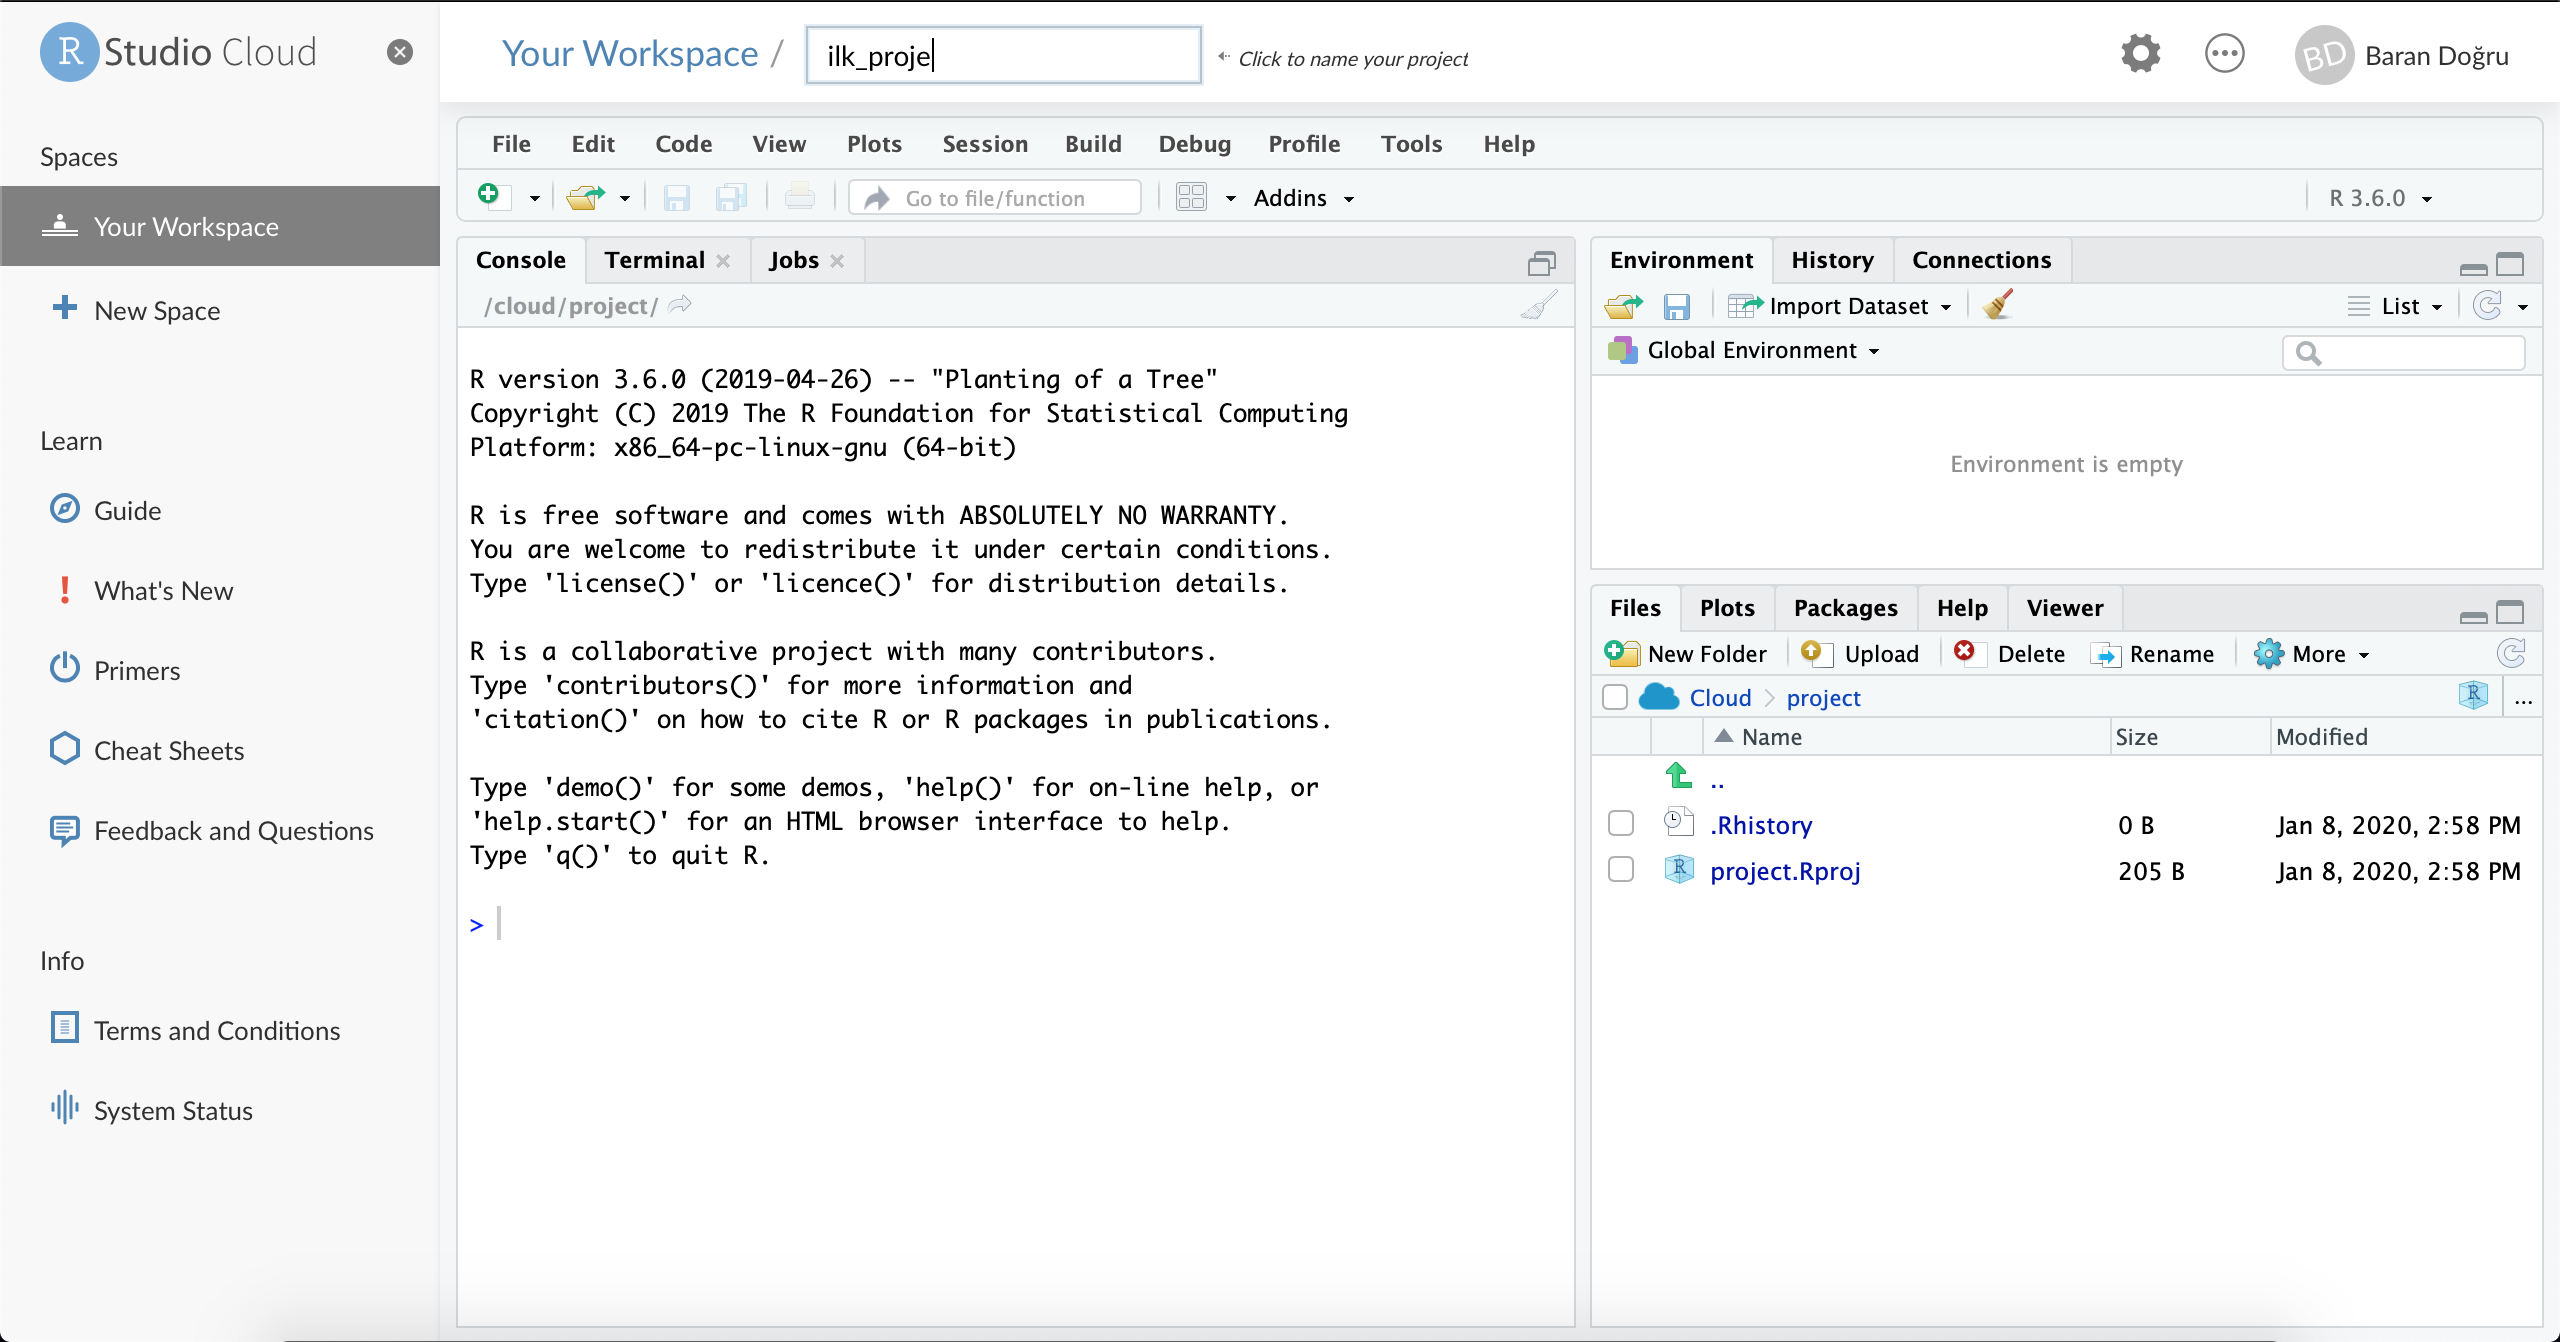 R Studio Cloud
Spaces
Your Workspace
New Space
Learn
Guide
What's New
Primers
Cheat Sheets
Feedback and Questions
Info
Terms and Conditions
System Status
Your Workspace / ilk_proje Click to name your project
BD Baran Doğru
File Edit Code View Plots Session Build Debug Profile Tools Help
Go to file/function Addins R 3.6.0
Console Terminal Jobs
/cloud/project/
R version 3.6.0 (2019-04-26) -- "Planting of a Tree"
Copyright (C) 2019 The R Foundation for Statistical Computing
Platform: x86_64-pc-linux-gnu (64-bit)
R is free software and comes with ABSOLUTELY NO WARRANTY.
You are welcome to redistribute it under certain conditions.
Type 'license()' or 'licence()' for distribution details.
R is a collaborative project with many contributors.
Type 'contributors()' for more information and
'citation()' on how to cite R or R packages in publications.
Type 'demo()' for some demos, 'help()' for on-line help, or
'help.start()' for an HTML browser interface to help.
Type 'q()' to quit R.
>
Environment History Connections
Import Dataset List
Global Environment
Environment is empty
Files Plots Packages Help Viewer
New Folder Upload Delete Rename More
Cloud > project R ...
Name Size Modified
..
.Rhistory 0 B Jan 8, 2020, 2:58 PM
R project.Rproj 205 B Jan 8, 2020, 2:58 PM